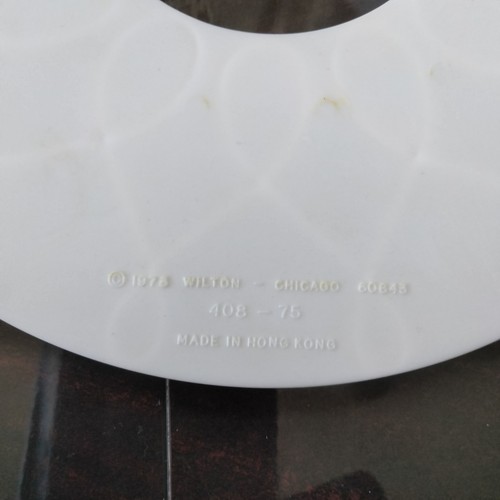 © 1973 WILTON - CHICAGO 60643
408 - 75
MADE IN HONG KONG